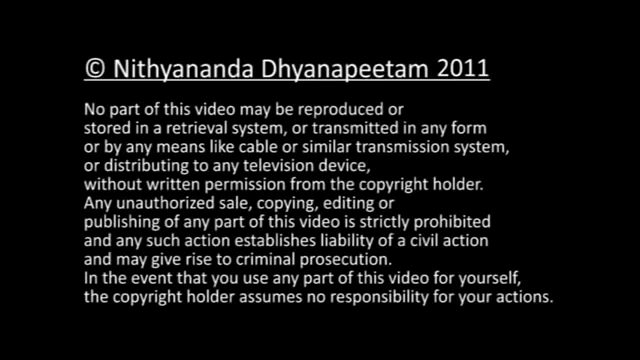 © Nithyananda Dhyanapeetam 2011
No part of this video may be reproduced or
stored in a retrieval system, or transmitted in any form
or by any means like cable or similar transmission system,
or distributing to any television device,
without written permission from the copyright holder.
Any unauthorized sale, copying, editing or
publishing of any part of this video is strictly prohibited
and any such action establishes liability of a civil action
and may give rise to criminal prosecution.
In the event that you use any part of this video for yourself,
the copyright holder assumes no responsibility for your actions.